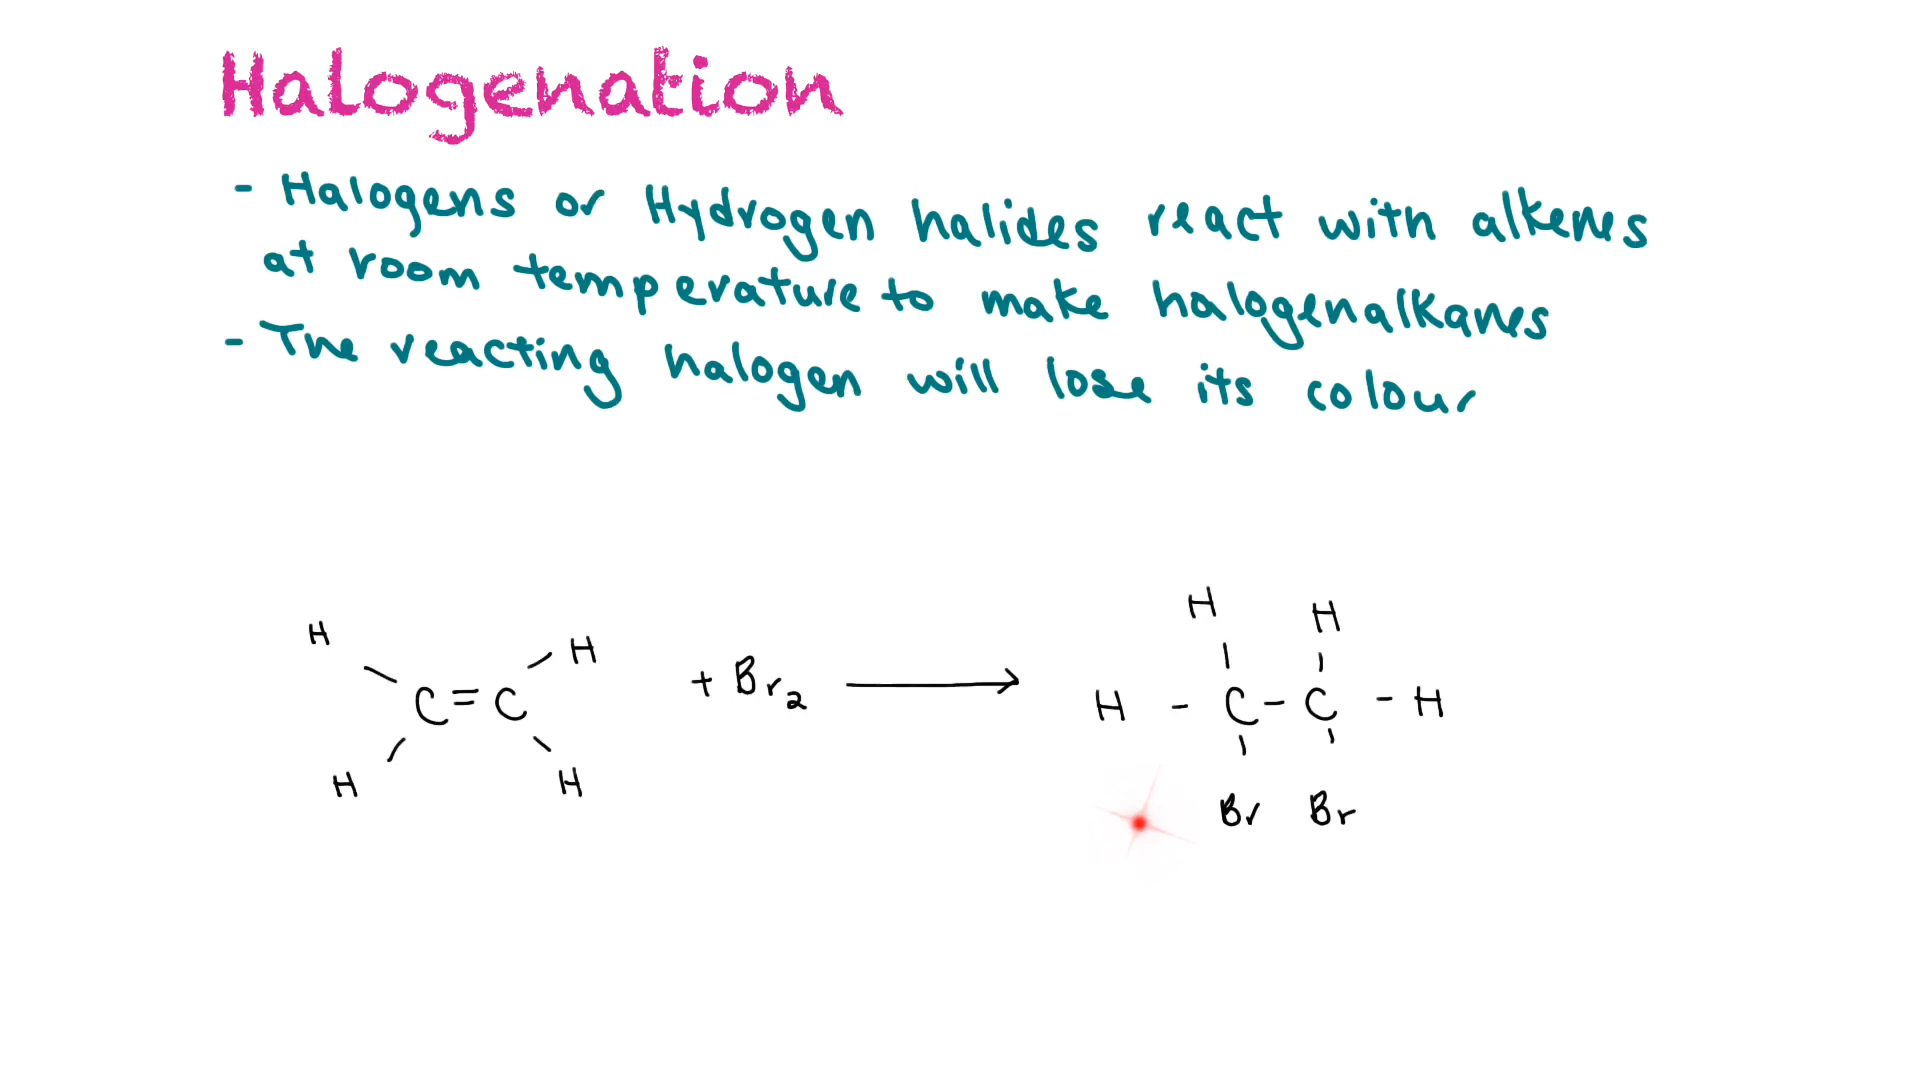 Halogenation
- Halogens or Hydrogen halides react with alkenes
at room temperature to make halogenalkanes
- The reacting halogen will lose its colour
H H
H H
C=C + Br2 → H - C - C - H
H H
Br Br